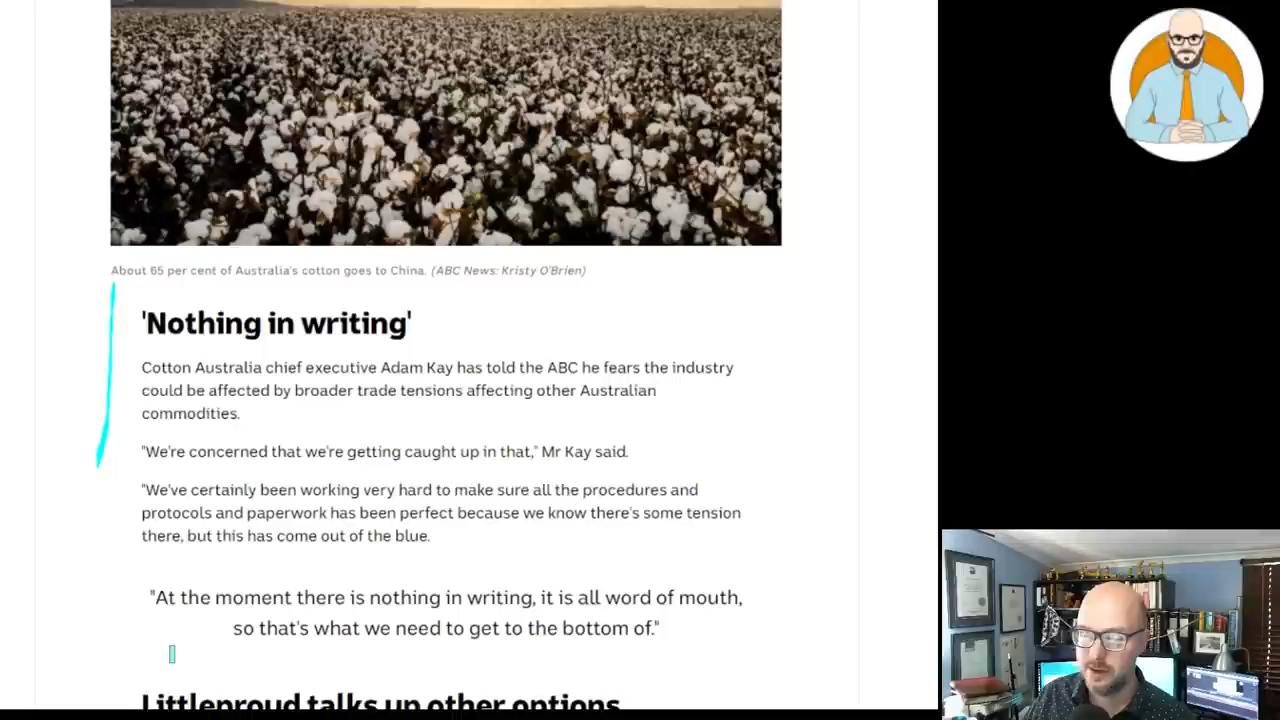 About 65 per cent of Australia's cotton goes to China. (ABC News: Kristy O'Brien)
'Nothing in writing'
Cotton Australia chief executive Adam Kay has told the ABC he fears the industry
could be affected by broader trade tensions affecting other Australian
commodities.
"We're concerned that we're getting caught up in that," Mr Kay said.
"We've certainly been working very hard to make sure all the procedures and
protocols and paperwork has been perfect because we know there's some tension
there, but this has come out of the blue.
"At the moment there is nothing in writing, it is all word of mouth,
so that's what we need to get to the bottom of."
Littleproud talks up other options